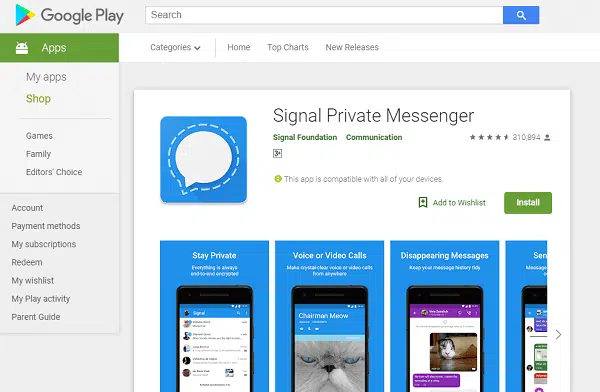 Google Play
Search
Apps
Categories
Home
Top Charts
New Releases
My apps
Shop
Games
Family
Editors' Choice
Account
Payment methods
My subscriptions
Redeem
My wishlist
My Play activity
Parent Guide
Signal Private Messenger
Signal Foundation Communication
310,894
3+
This app is compatible with all of your devices.
Add to Wishlist
Install
Stay Private
Everything is always
end-to-end encrypted
Signal
Voice or Video Calls
Make crystal-clear voice or video calls
from anywhere
Chairman Meow
Disappearing Messages
Keep your message history tidy
Sen